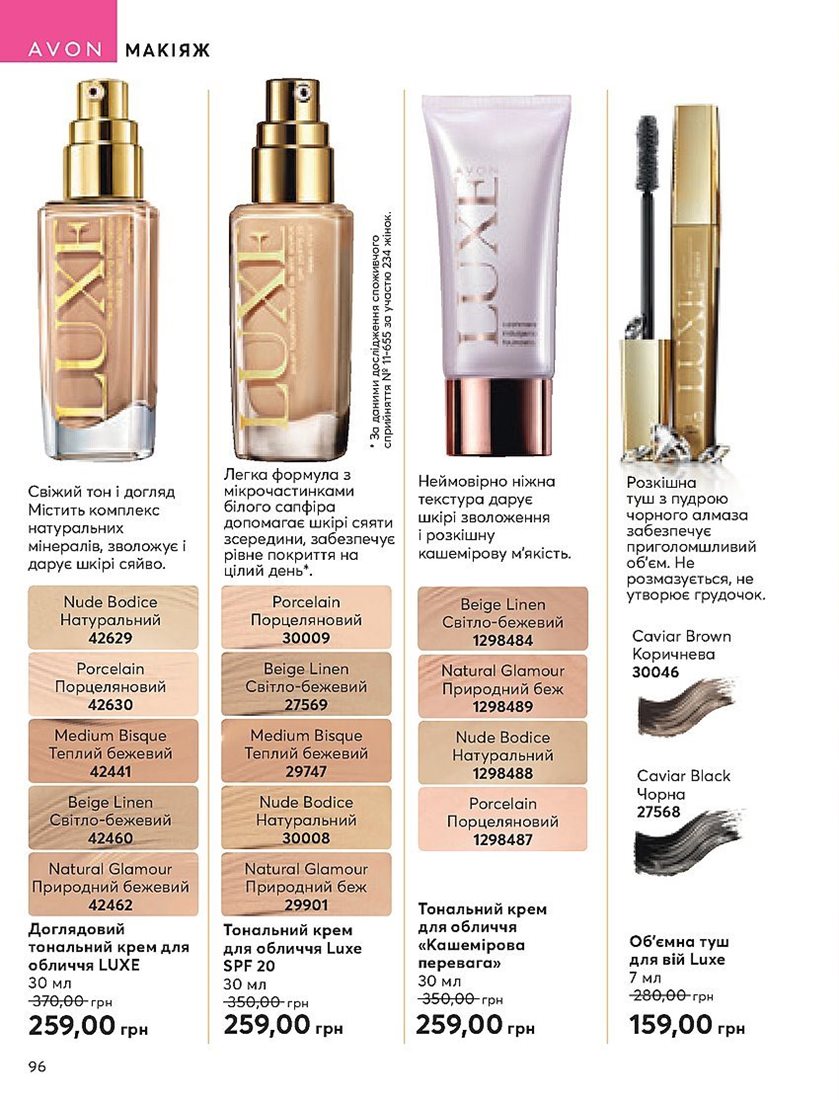 AVON МАКІЯЖ
LUXE
Свіжий тон і догляд
Містить комплекс
натуральних
мінералів, зволожує і
дарує шкірі сяйво.
Nude Bodice
Натуральний
42629
Porcelain
Порцеляновий
42630
Medium Bisque
Теплий бежевий
42441
Beige Linen
Світло-бежевий
42460
Natural Glamour
Природний бежевий
42462
Доглядовий
тональний крем для
обличчя LUXE
30 мл
370,00 грн
259,00 грн
LUXE
* За даними дослідження споживчого
сприйняття № 11-655 за участю 234 жінок.
Легка формула з
мікрочастинками
білого сапфіра
допомагає шкірі сяяти
зсередини, забезпечує
рівне покриття на
цілий день*.
Porcelain
Порцеляновий
30009
Beige Linen
Світло-бежевий
27569
Medium Bisque
Теплий бежевий
29747
Nude Bodice
Натуральний
30008
Natural Glamour
Природний беж
29901
Тональний крем
для обличчя Luxe
SPF 20
30 мл
350,00 грн
259,00 грн
AVON
LUXE
Неймовірно ніжна
текстура дарує
шкірі зволоження
і розкішну
кашемірову м’якість.
Beige Linen
Світло-бежевий
1298484
Natural Glamour
Природний беж
1298489
Nude Bodice
Натуральний
1298488
Porcelain
Порцеляновий
1298487
Тональний крем
для обличчя
«Кашемірова
перевага»
30 мл
350,00 грн
259,00 грн
LUXE
Розкішна
туш з пудрою
чорного алмаза
забезпечує
приголомшливий
об’єм. Не
розмазується, не
утворює грудочок.
Caviar Brown
Коричнева
30046
Caviar Black
Чорна
27568
Об’ємна туш
для вій Luxe
7 мл
280,00 грн
159,00 грн
96